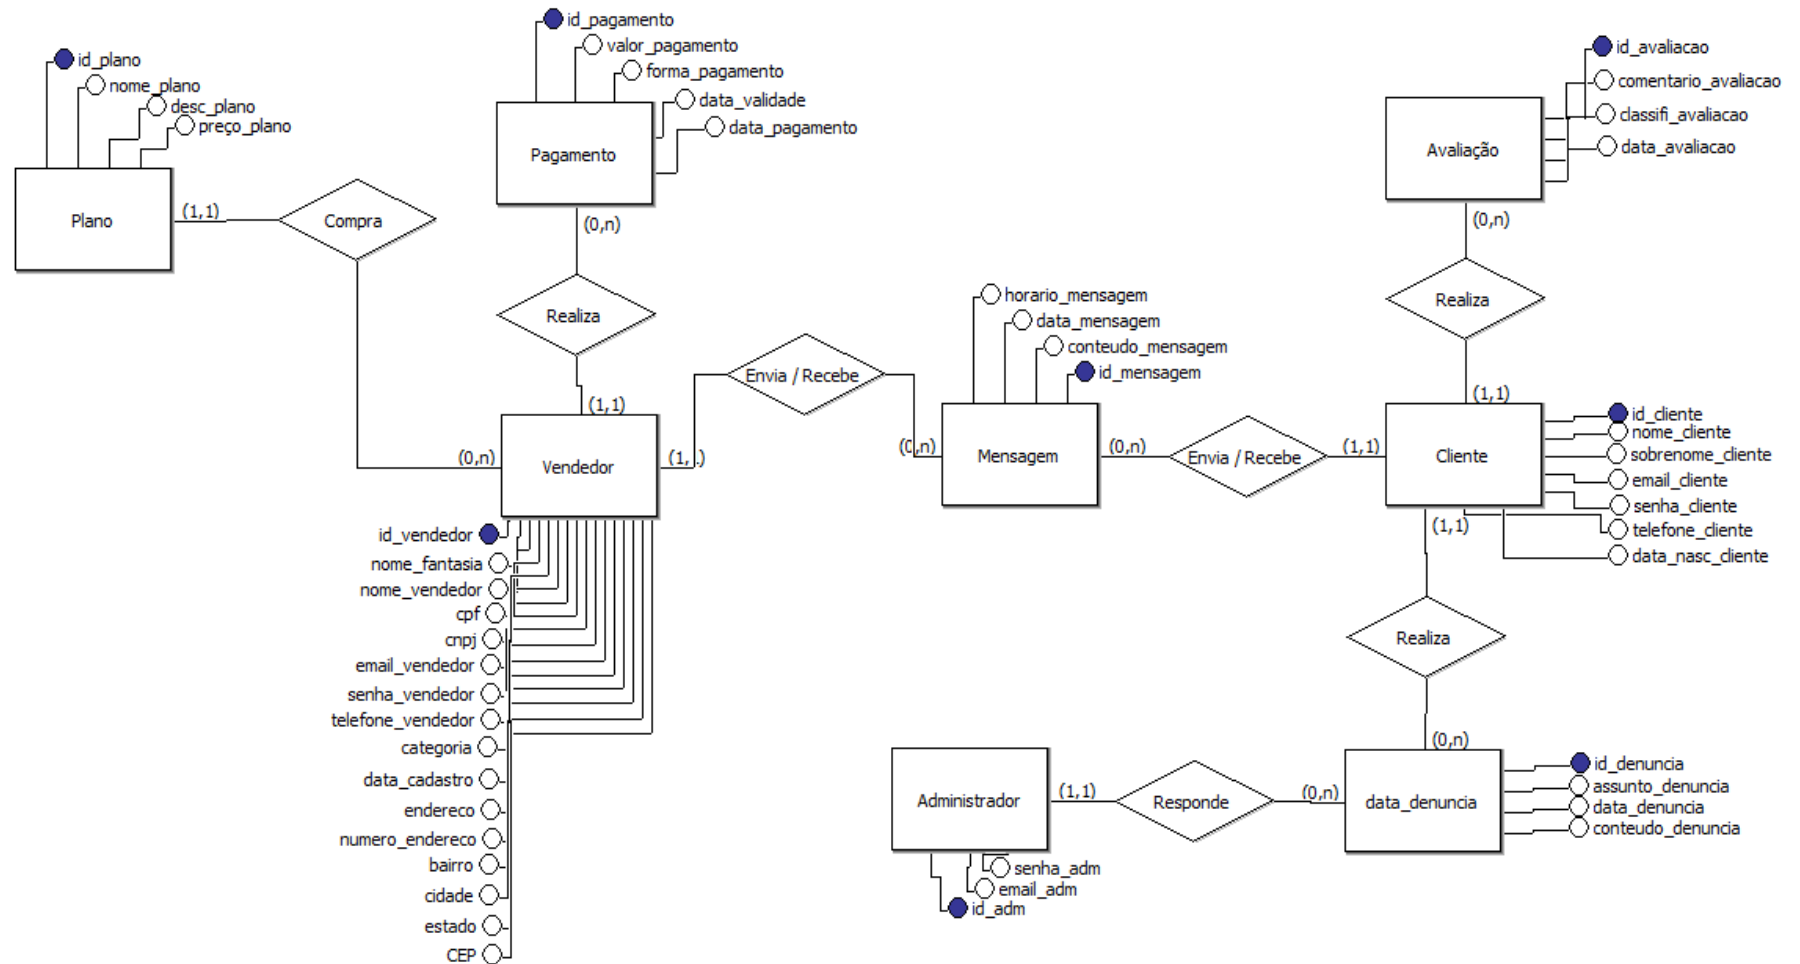 id_plano
nome_plano
desc_plano
preço_plano
Plano
(1,1)
Compra
id_pagamento
valor_pagamento
forma_pagamento
data_validade
data_pagamento
Pagamento
(0,n)
Realiza
(1,1)
(0,n)
Vendedor
(1,.)
Envia / Recebe
(0,n)
id_vendedor
nome_fantasia
nome_vendedor
cpf
cnpj
email_vendedor
senha_vendedor
telefone_vendedor
categoria
data_cadastro
endereco
numero_endereco
bairro
cidade
estado
CEP
horario_mensagem
data_mensagem
conteudo_mensagem
id_mensagem
Mensagem
(0,n)
Envia / Recebe
(1,1)
id_avaliacao
comentario_avaliacao
classifi_avaliacao
data_avaliacao
Avaliação
(0,n)
Realiza
(1,1)
Cliente
id_cliente
nome_cliente
sobrenome_cliente
email_cliente
senha_cliente
telefone_cliente
data_nasc_cliente
(1,1)
Realiza
(0,n)
data_denuncia
id_denuncia
assunto_denuncia
data_denuncia
conteudo_denuncia
(0,n)
Responde
(1,1)
Administrador
senha_adm
email_adm
id_adm